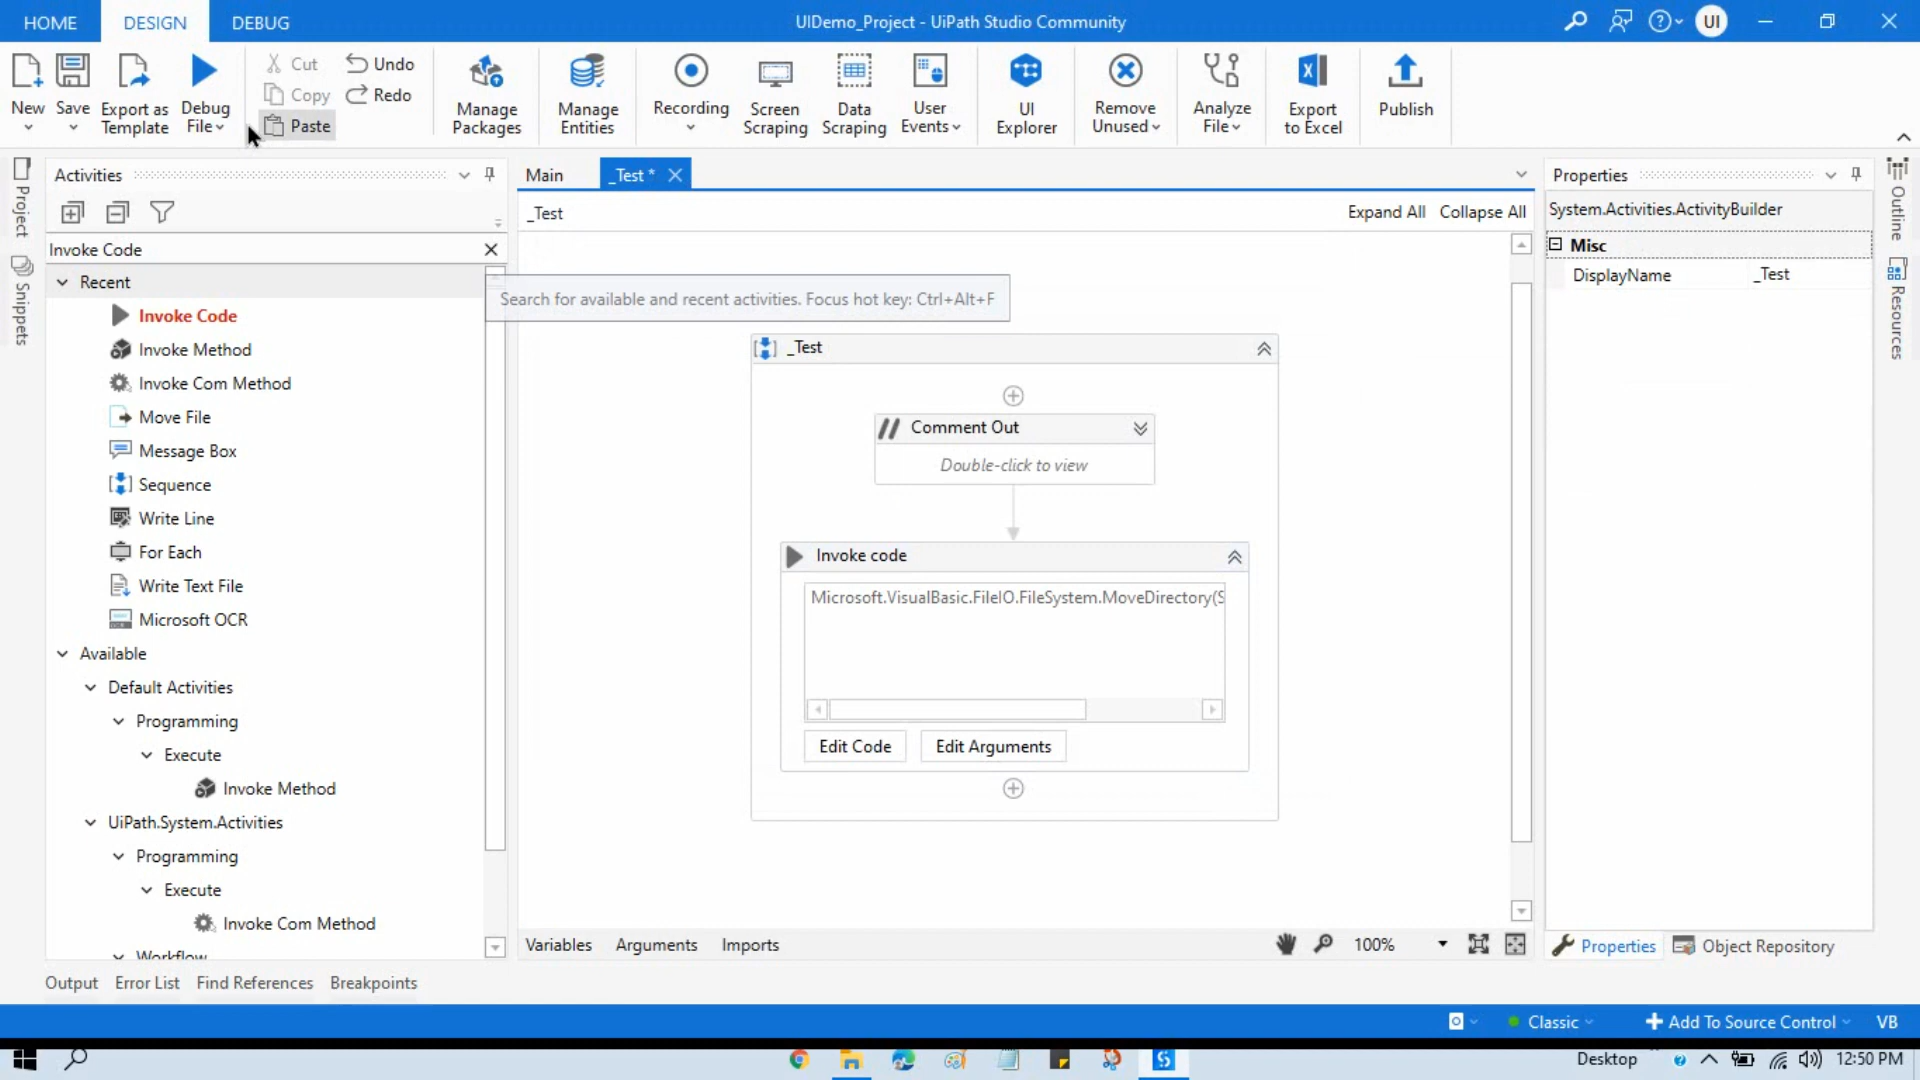 HOME
DESIGN
DEBUG
UIDemo_Project - UiPath Studio Community
UI
New
Save
Export as
Template
Debug
File
Cut
Copy
Paste
Undo
Redo
Manage
Packages
Manage
Entities
Recording
Screen
Scraping
Data
Scraping
User
Events
UI
Explorer
Remove
Unused
Analyze
File
Export
to Excel
Publish
Project
Snippets
Activities
Invoke Code
Recent
Invoke Code
Invoke Method
Invoke Com Method
Move File
Message Box
Sequence
Write Line
For Each
Write Text File
Microsoft OCR
Available
Default Activities
Programming
Execute
Invoke Method
UiPath.System.Activities
Programming
Execute
Invoke Com Method
Workflow
Search for available and recent activities. Focus hot key: Ctrl+Alt+F
Main
_Test *
_Test
Expand All
Collapse All
_Test
// Comment Out
Double-click to view
Invoke code
Microsoft.VisualBasic.FileIO.FileSystem.MoveDirectory(S
Edit Code
Edit Arguments
Variables
Arguments
Imports
100%
Properties
System.Activities.ActivityBuilder
Misc
DisplayName
_Test
Properties
Object Repository
Outline
Resources
Output
Error List
Find References
Breakpoints
Classic
Add To Source Control
VB
Desktop
12:50 PM